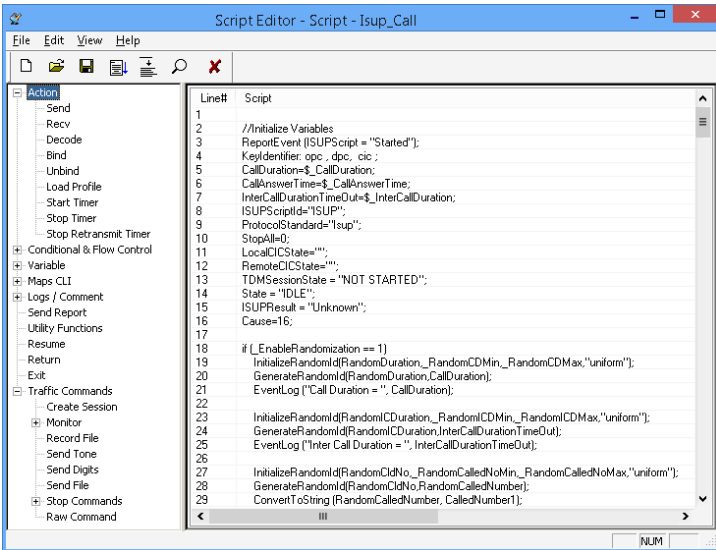 Script Editor - Script - Isup_Call
File Edit View Help
Action
Send
Recv
Decode
Bind
Unbind
Load Profile
Start Timer
Stop Timer
Stop Retransmit Timer
Conditional & Flow Control
Variable
Maps CLI
Logs / Comment
Send Report
Utility Functions
Resume
Return
Exit
Traffic Commands
Create Session
Monitor
Record File
Send Tone
Send Digits
Send File
Stop Commands
Raw Command
Line# Script
1
2 //Initialize Variables
3 ReportEvent (ISUPScript = "Started");
4 KeyIdentifier: opc , dpc, cic ;
5 CallDuration=$_CallDuration;
6 CallAnswerTime=$_CallAnswerTime;
7 InterCallDurationTimeOut=$_InterCallDuration;
8 ISUPScriptId="ISUP";
9 ProtocolStandard="Isup";
10 StopAll=0;
11 LocalCICState="";
12 RemoteCICState="";
13 TDMSessionState = "NOT STARTED";
14 State = "IDLE";
15 ISUPResult = "Unknown";
16 Cause=16;
17
18 if (_EnableRandomization == 1)
19 InitializeRandomId(RandomDuration,_RandomCDMin,_RandomCDMax,"uniform");
20 GenerateRandomId(RandomDuration,CallDuration);
21 EventLog ("Call Duration = ", CallDuration);
22
23 InitializeRandomId(RandomICDuration,_RandomICDMin,_RandomICDMax,"uniform");
24 GenerateRandomId(RandomICDuration,InterCallDurationTimeOut);
25 EventLog ("Inter Call Duration = ", InterCallDurationTimeOut);
26
27 InitializeRandomId(RandomCldNo,_RandomCalledNoMin,_RandomCalledNoMax,"uniform");
28 GenerateRandomId(RandomCldNo,RandomCalledNumber);
29 ConvertToString (RandomCalledNumber, CalledNumber1);
NUM